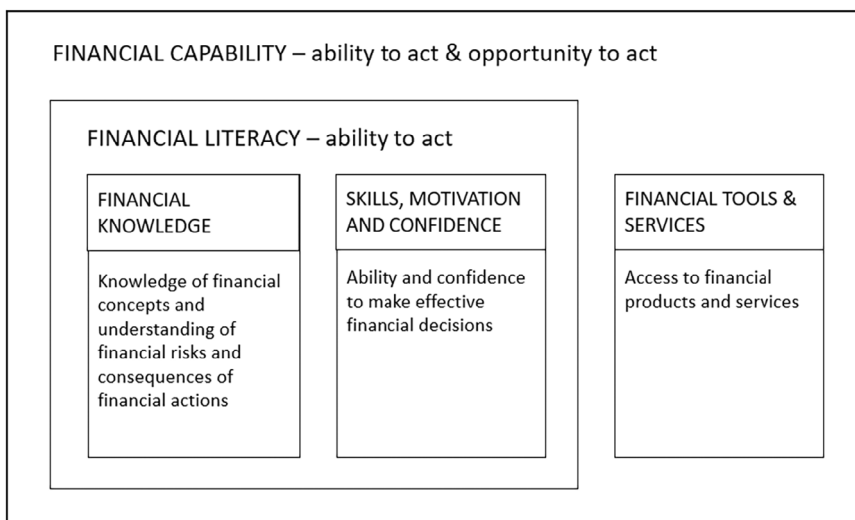 FINANCIAL CAPABILITY – ability to act & opportunity to act
FINANCIAL LITERACY – ability to act
FINANCIAL
KNOWLEDGE
Knowledge of financial
concepts and
understanding of
financial risks and
consequences of
financial actions
SKILLS, MOTIVATION
AND CONFIDENCE
Ability and confidence
to make effective
financial decisions
FINANCIAL TOOLS &
SERVICES
Access to financial
products and services